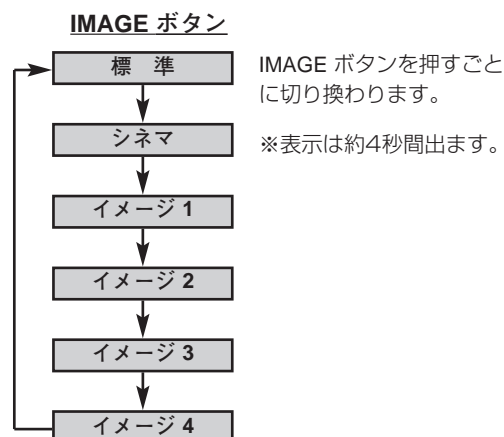 IMAGE ボタン
標　準
シネマ
イメージ 1
イメージ 2
イメージ 3
イメージ 4
IMAGE ボタンを押すごと
に切り換わります。
※表示は約4秒間出ます。